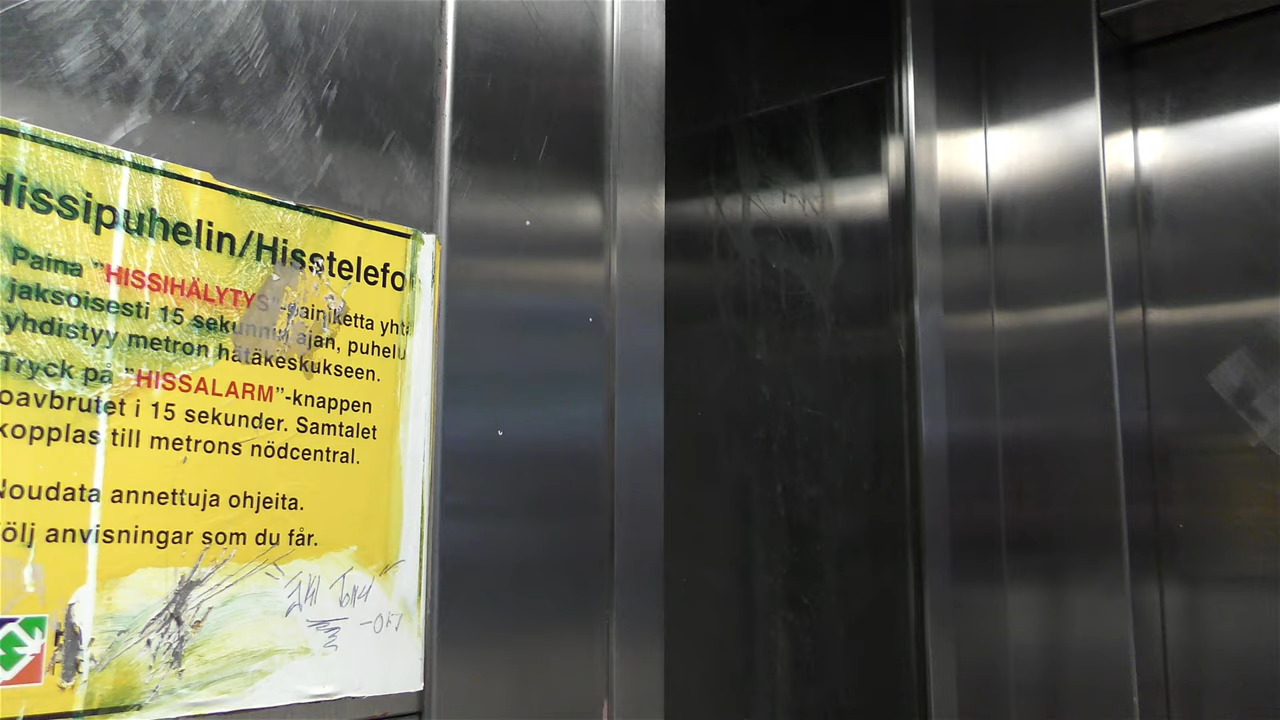 Hissipuhelin/Hisstelefo
Paina "HISSIHÄLYTYS"-painiketta yhtä
jaksoisesti 15 sekunnin ajan, puhelu
yhdistyy metron hätäkeskukseen.
Tryck på "HISSALARM"-knappen
oavbrutet i 15 sekunder. Samtalet
kopplas till metrons nödcentral.
Noudata annettuja ohjeita.
ölj anvisningar som du får.